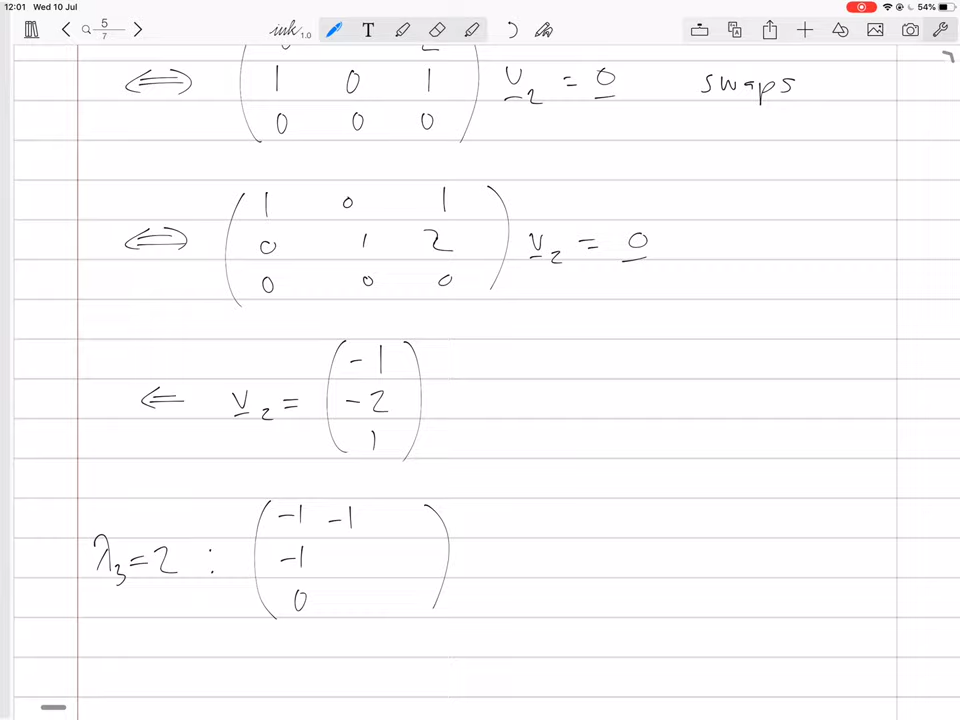 12:01 Wed 10 Jul 54%
5
7
ink 1.0 T
⟺ 1 0 1 v₂ = 0 swaps
0 0 0
1 0 1
⟺ 0 1 2 v₂ = 0
0 0 0
-1
⟸ v₂ = -2
1
-1 -1
λ₃ = 2 : -1
0